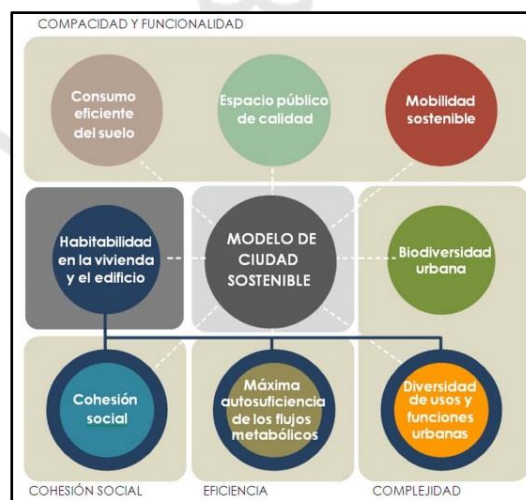 COMPACIDAD Y FUNCIONALIDAD
Consumo
eficiente
del suelo
Espacio público
de calidad
Mobilidad
sostenible
Habitabilidad
en la vivienda
y el edificio
MODELO DE
CIUDAD
SOSTENIBLE
Biodiversidad
urbana
Cohesión
social
Máxima
autosuficiencia
de los flujos
metabólicos
Diversidad
de usos y
funciones
urbanas
COHESIÓN SOCIAL
EFICIENCIA
COMPLEJIDAD